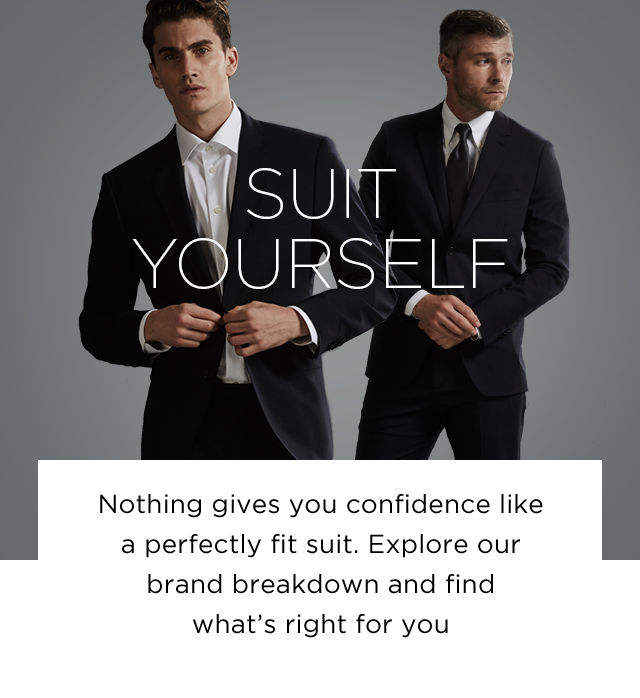 SUIT
YOURSELF
Nothing gives you confidence like
a perfectly fit suit. Explore our
brand breakdown and find
what’s right for you